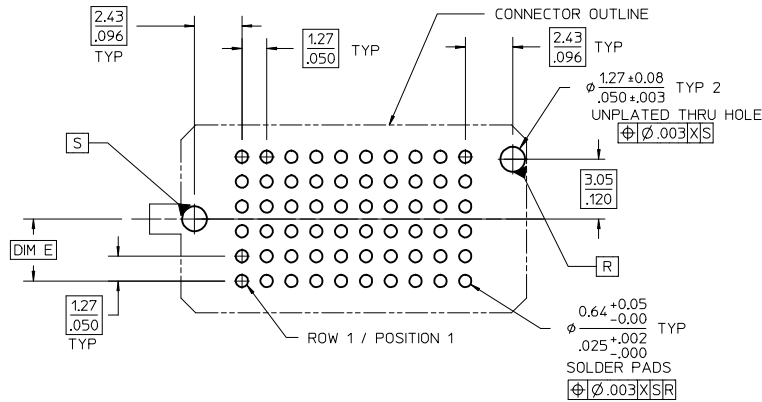 2.43
.096
TYP
1.27
.050
TYP
CONNECTOR OUTLINE
2.43
.096
⌀ 1.27 ±0.08
.050 ±.003
TYP 2
UNPLATED THRU HOLE
⌖ ⌀ .003 X S
S
3.05
.120
DIM E
R
1.27
.050
TYP
ROW 1 / POSITION 1
⌀ 0.64 +0.05
-0.00
.025 +.002
-.000
TYP
SOLDER PADS
⌖ ⌀ .003 X S R